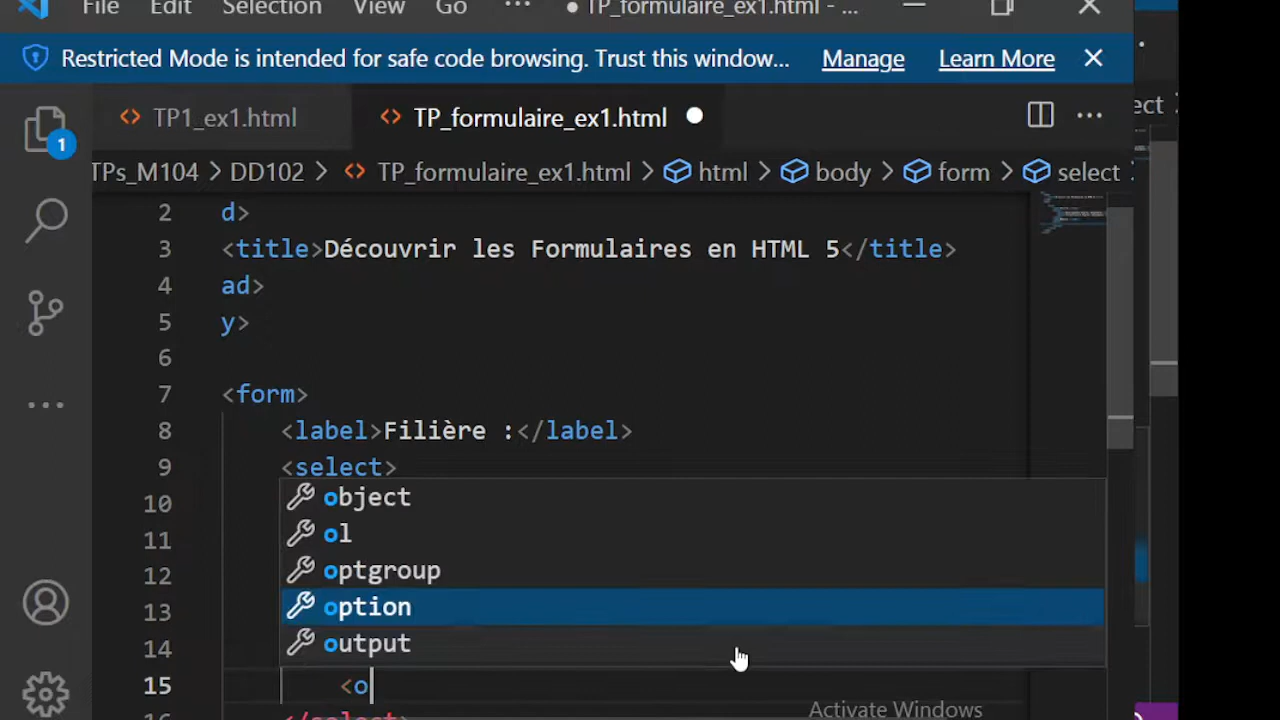 File Edit Selection View Go ··· ● TP_formulaire_ex1.html - ...
Restricted Mode is intended for safe code browsing. Trust this window... Manage Learn More
TP1_ex1.html TP_formulaire_ex1.html
1
ect
TPs_M104 > DD102 > TP_formulaire_ex1.html > html > body > form > select
2 d>
3 <title>Découvrir les Formulaires en HTML 5</title>
4 ad>
5 y>
6
7 <form>
8 <label>Filière :</label>
9 <select>
10 object
11 ol
12 optgroup
13 option
14 output
15 <o
16 </select>
Activate Windows